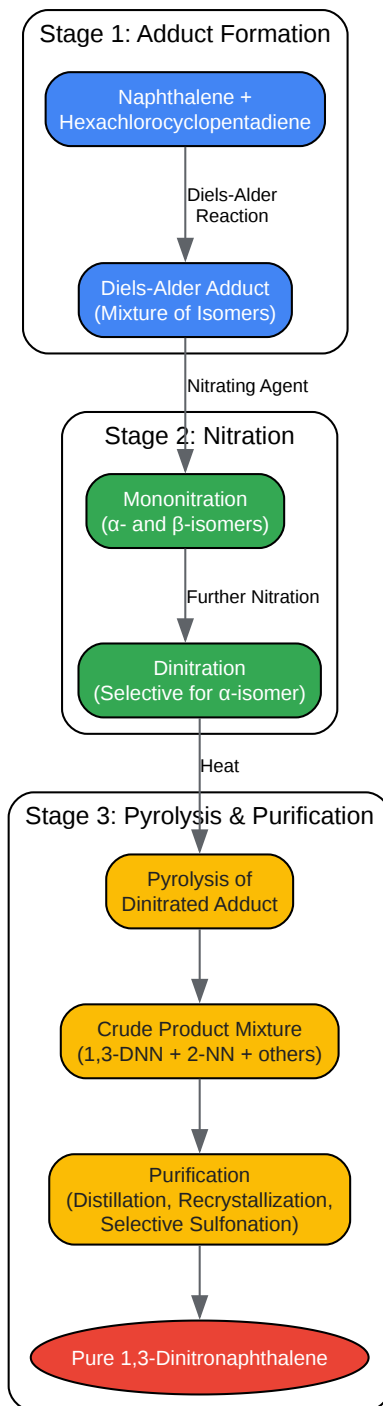 Stage 1: Adduct Formation
Naphthalene +
Hexachlorocyclopentadiene
Diels-Alder
Reaction
Diels-Alder Adduct
(Mixture of Isomers)
Nitrating Agent
Stage 2: Nitration
Mononitration
(α- and β-isomers)
Further Nitration
Dinitration
(Selective for α-isomer)
Heat
Stage 3: Pyrolysis & Purification
Pyrolysis of
Dinitrated Adduct
Crude Product Mixture
(1,3-DNN + 2-NN + others)
Purification
(Distillation, Recrystallization,
Selective Sulfonation)
Pure 1,3-Dinitronaphthalene